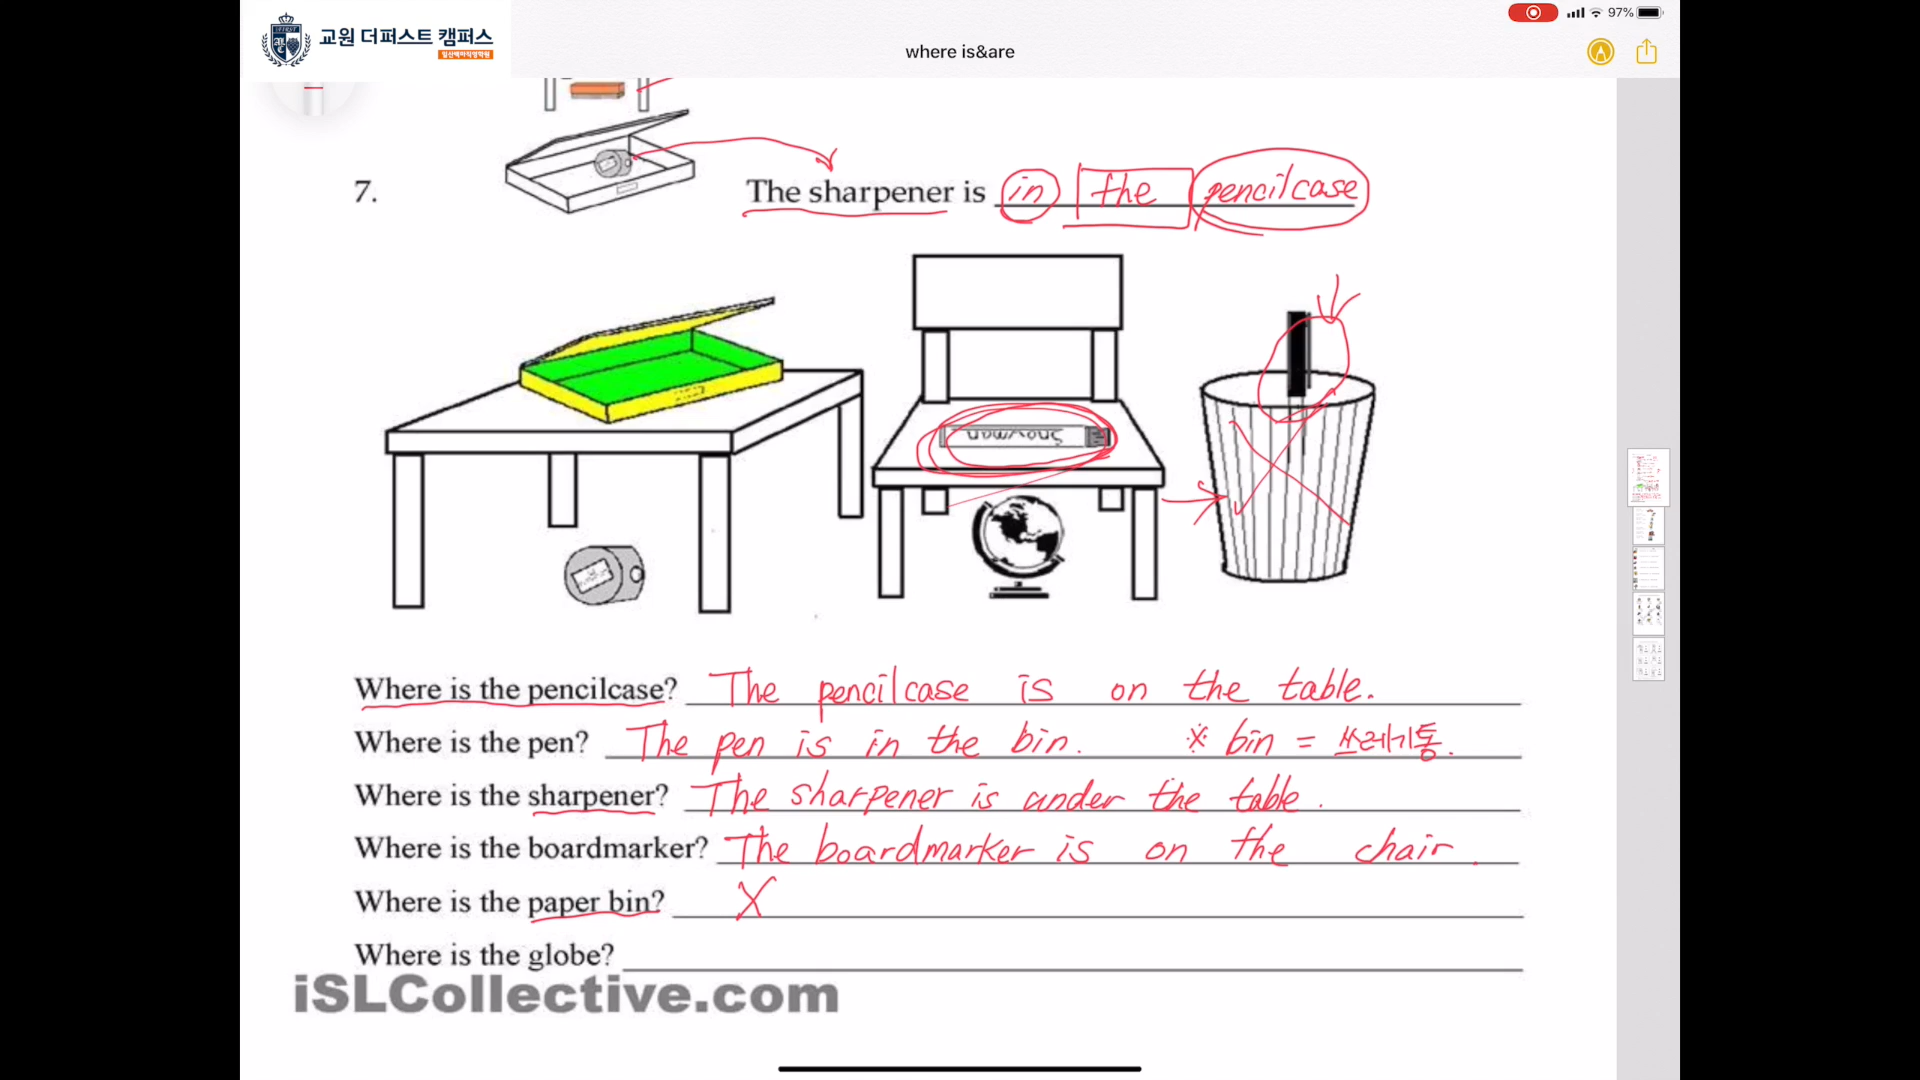 교원 더퍼스트 캠퍼스
where is&are
97%
7. The sharpener is in the pencilcase
Snowman
Where is the pencilcase? The pencilcase is on the table.
Where is the pen? The pen is in the bin. ※ bin = 쓰레기통.
Where is the sharpener? The sharpener is under the table.
Where is the boardmarker? The boardmarker is on the chair.
Where is the paper bin? X
Where is the globe?
iSLCollective.com